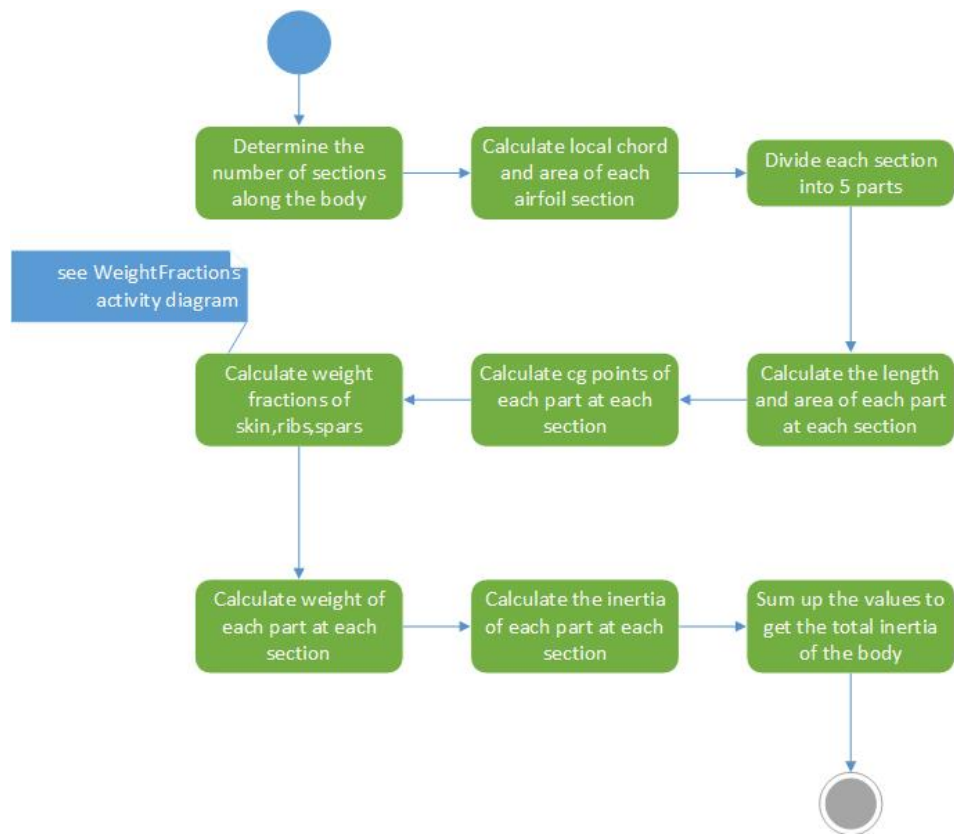 Determine the
number of sections
along the body
Calculate local chord
and area of each
airfoil section
Divide each section
into 5 parts
see WeightFractions
activity diagram
Calculate weight
fractions of
skin,ribs,spars
Calculate cg points of
each part at each
section
Calculate the length
and area of each part
at each section
Calculate weight of
each part at each
section
Calculate the inertia
of each part at each
section
Sum up the values to
get the total inertia
of the body